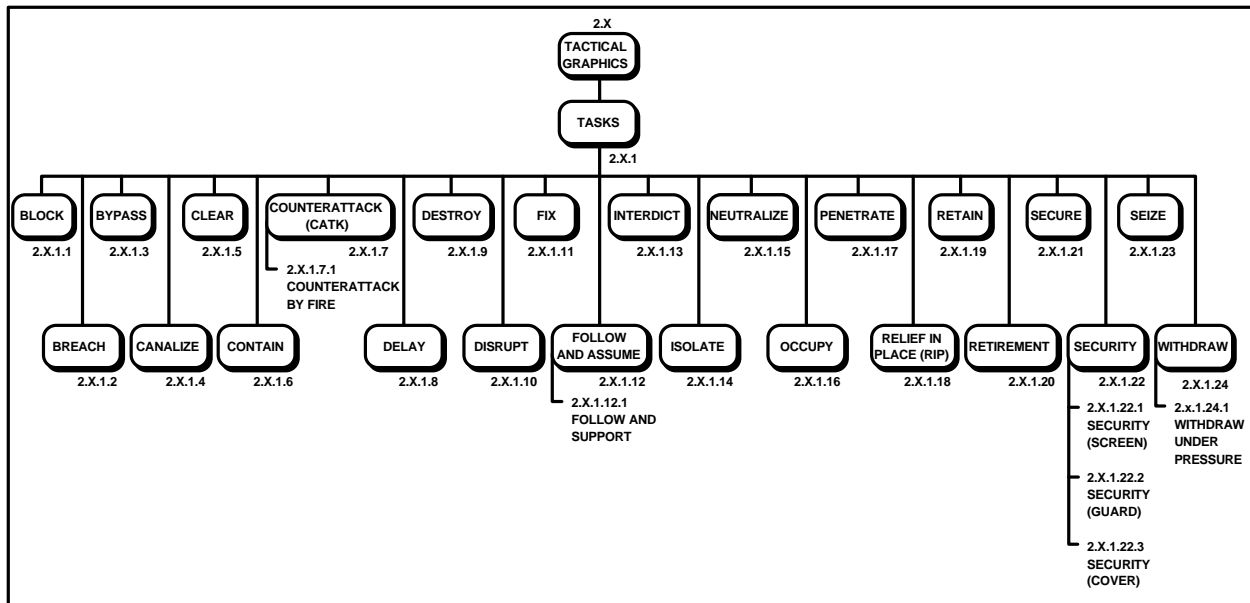 2.X
TACTICAL
GRAPHICS
TASKS
2.X.1
BLOCK
2.X.1.1
BYPASS
2.X.1.3
CLEAR
2.X.1.5
COUNTERATTACK
(CATK)
2.X.1.7
2.X.1.7.1
COUNTERATTACK
BY FIRE
DESTROY
2.X.1.9
FIX
2.X.1.11
INTERDICT
2.X.1.13
NEUTRALIZE
2.X.1.15
PENETRATE
2.X.1.17
RETAIN
2.X.1.19
SECURE
2.X.1.21
SEIZE
2.X.1.23
BREACH
2.X.1.2
CANALIZE
2.X.1.4
CONTAIN
2.X.1.6
DELAY
2.X.1.8
DISRUPT
2.X.1.10
FOLLOW
AND ASSUME
2.X.1.12
2.X.1.12.1
FOLLOW AND
SUPPORT
ISOLATE
2.X.1.14
OCCUPY
2.X.1.16
RELIEF IN
PLACE (RIP)
2.X.1.18
RETIREMENT
2.X.1.20
SECURITY
2.X.1.22
2.X.1.22.1
SECURITY
(SCREEN)
2.X.1.22.2
SECURITY
(GUARD)
2.X.1.22.3
SECURITY
(COVER)
WITHDRAW
2.X.1.24
2.x.1.24.1
WITHDRAW
UNDER
PRESSURE